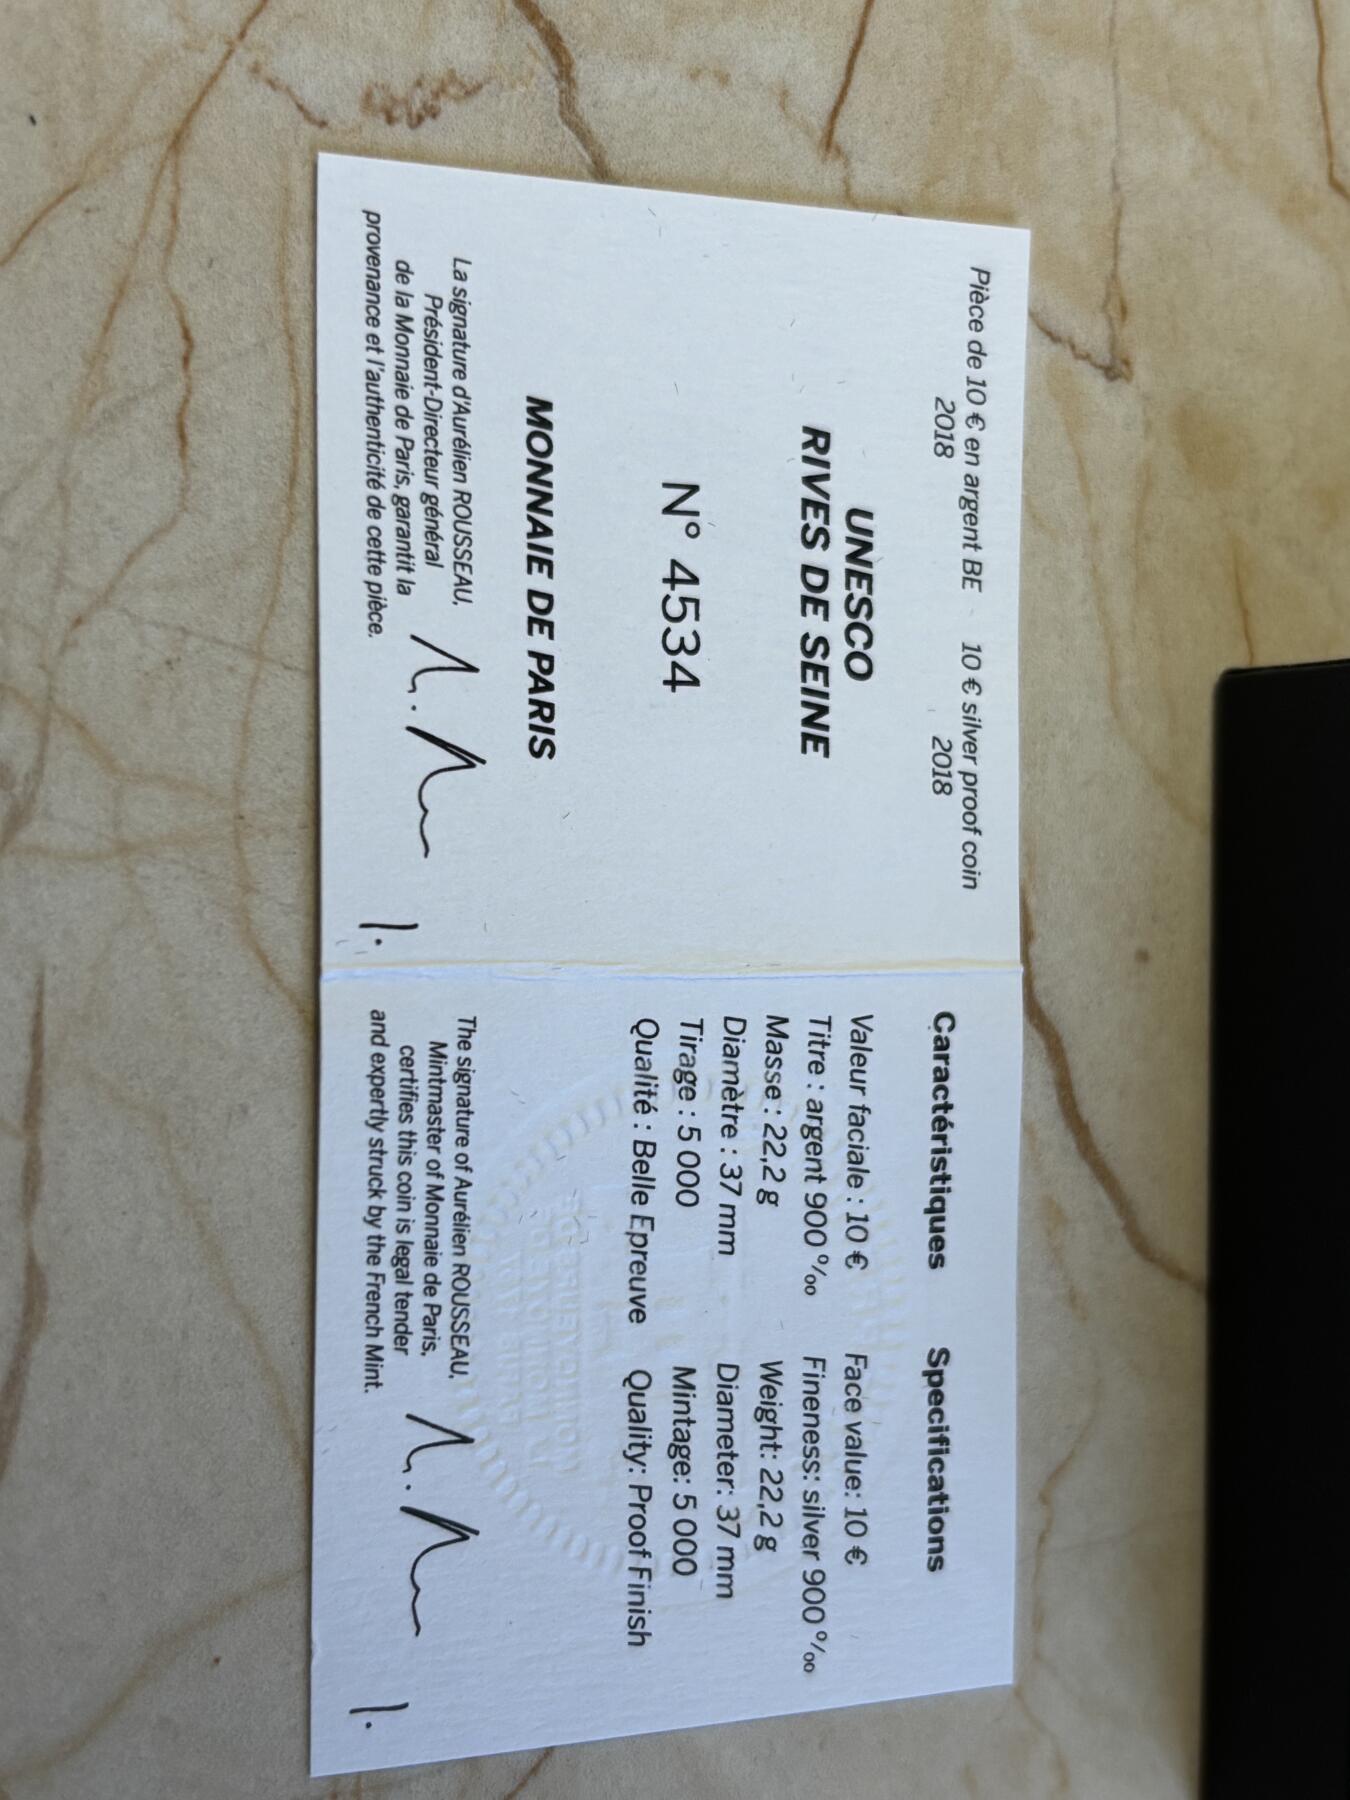 Pièce de 10 € en argent BE
2018
10 € silver proof coin
2018
UNESCO
RIVES DE SEINE
N° 4534
MONNAIE DE PARIS
La signature d'Aurélien ROUSSEAU,
Président-Directeur général
de la Monnaie de Paris, garantit la
provenance et l'authenticité de cette pièce.
Caractéristiques
Valeur faciale : 10 €
Titre : argent 900 ‰
Masse : 22,2 g
Diamètre : 37 mm
Tirage : 5 000
Qualité : Belle Epreuve
Specifications
Face value: 10 €
Fineness: silver 900 ‰
Weight: 22,2 g
Diameter: 37 mm
Mintage: 5 000
Quality: Proof Finish
The signature of Aurélien ROUSSEAU,
Mintmaster of Monnaie de Paris,
certifies this coin is legal tender
and expertly struck by the French Mint.